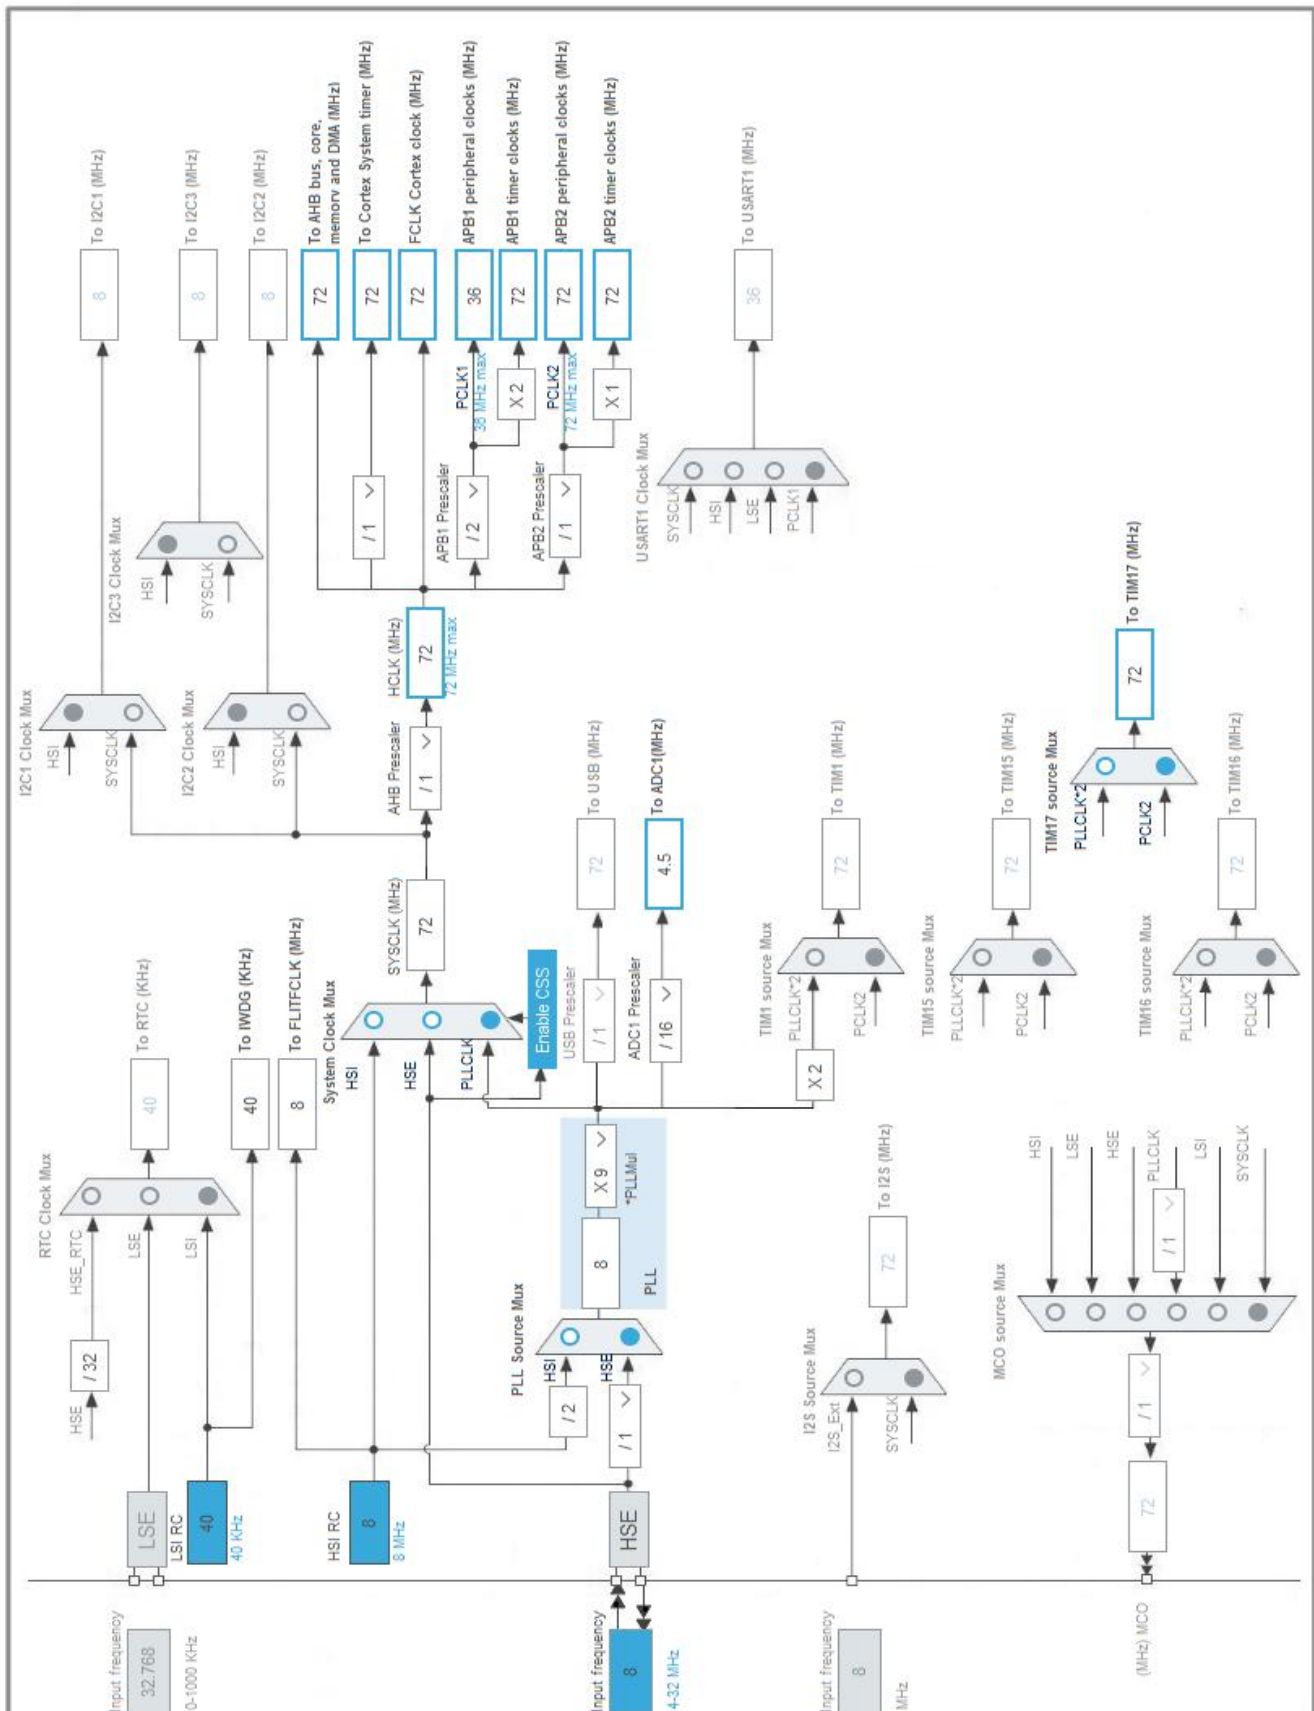 Input frequency
32.768
0-1000 KHz
LSE
LSI RC
40
40 KHz
HSE
/ 32
HSE_RTC
LSE
LSI
RTC Clock Mux
40
To RTC (KHz)
40
To IWDG (KHz)
8
To FLITFCLK (MHz)
HSI RC
8
8 MHz
System Clock Mux
HSI
HSE
PLLCLK
Enable CSS
SYSCLK (MHz)
72
AHB Prescaler
/ 1
HCLK (MHz)
72
72 MHz max
I2C1 Clock Mux
HSI
SYSCLK
8
To I2C1 (MHz)
I2C3 Clock Mux
HSI
SYSCLK
8
To I2C3 (MHz)
I2C2 Clock Mux
HSI
SYSCLK
8
To I2C2 (MHz)
72
To AHB bus, core,
memory and DMA (MHz)
/ 1
72
To Cortex System timer (MHz)
72
FCLK Cortex clock (MHz)
APB1 Prescaler
/ 2
PCLK1
36 MHz max
36
APB1 peripheral clocks (MHz)
X 2
72
APB1 timer clocks (MHz)
APB2 Prescaler
/ 1
PCLK2
72 MHz max
72
APB2 peripheral clocks (MHz)
X 1
72
APB2 timer clocks (MHz)
Input frequency
8
4-32 MHz
HSE
/ 2
/ 1
PLL Source Mux
HSI
HSE
8
X 9
*PLLMul
PLL
USB Prescaler
/ 1
72
To USB (MHz)
ADC1 Prescaler
/ 16
4.5
To ADC1(MHz)
USART1 Clock Mux
SYSCLK
HSI
LSE
PCLK1
36
To USART1 (MHz)
X 2
TIM1 source Mux
PLLCLK*2
PCLK2
72
To TIM1 (MHz)
TIM15 source Mux
PLLCLK*2
PCLK2
72
To TIM15 (MHz)
TIM17 source Mux
PLLCLK*2
PCLK2
72
To TIM17 (MHz)
TIM16 source Mux
PLLCLK*2
PCLK2
72
To TIM16 (MHz)
Input frequency
8
MHz
I2S Source Mux
I2S_Ext
SYSCLK
72
To I2S (MHz)
(MHz) MCO
72
/ 1
MCO source Mux
HSI
LSE
HSE
/ 1
PLLCLK
LSI
SYSCLK